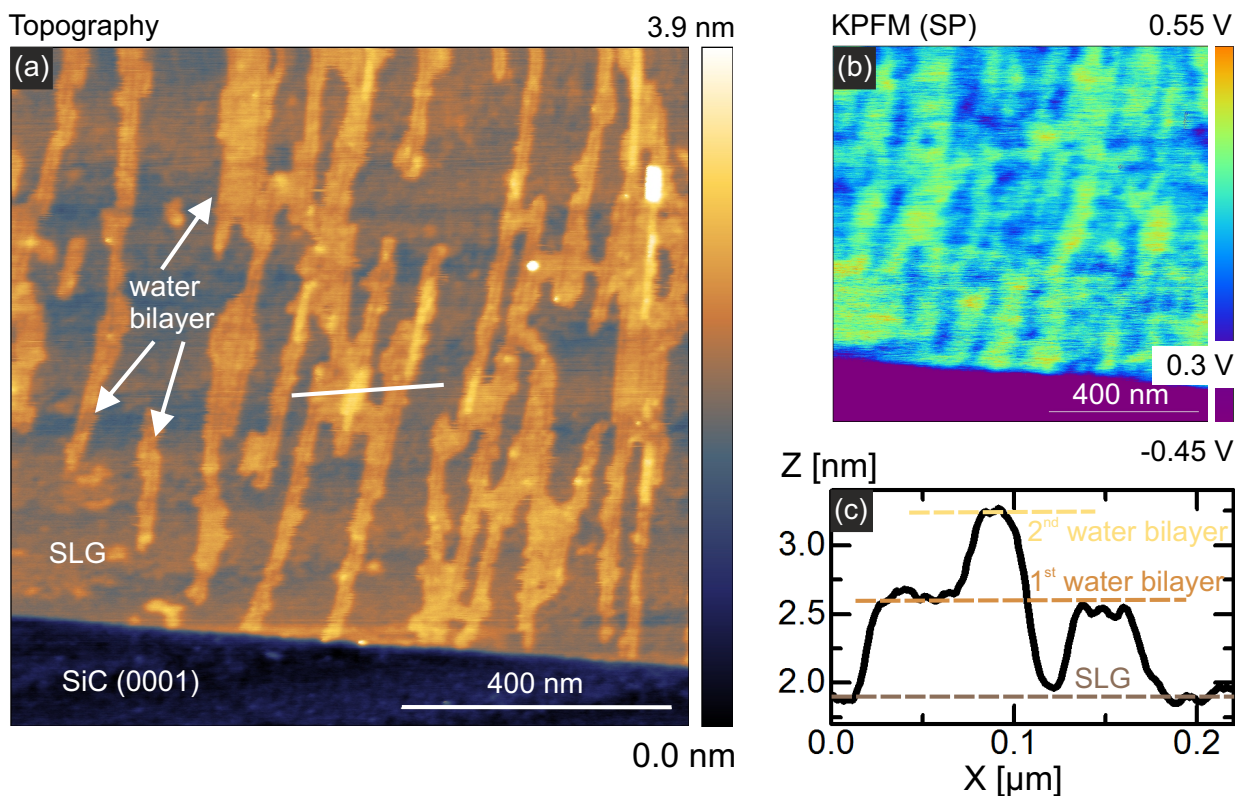 Topography
3.9 nm
(a)
water
bilayer
SLG
SiC (0001)
400 nm
0.0 nm
KPFM (SP)
0.55 V
(b)
0.3 V
400 nm
-0.45 V
Z [nm]
(c)
2nd water bilayer
3.0
1st water bilayer
2.5
SLG
2.0
0.0
0.1
0.2
X [µm]